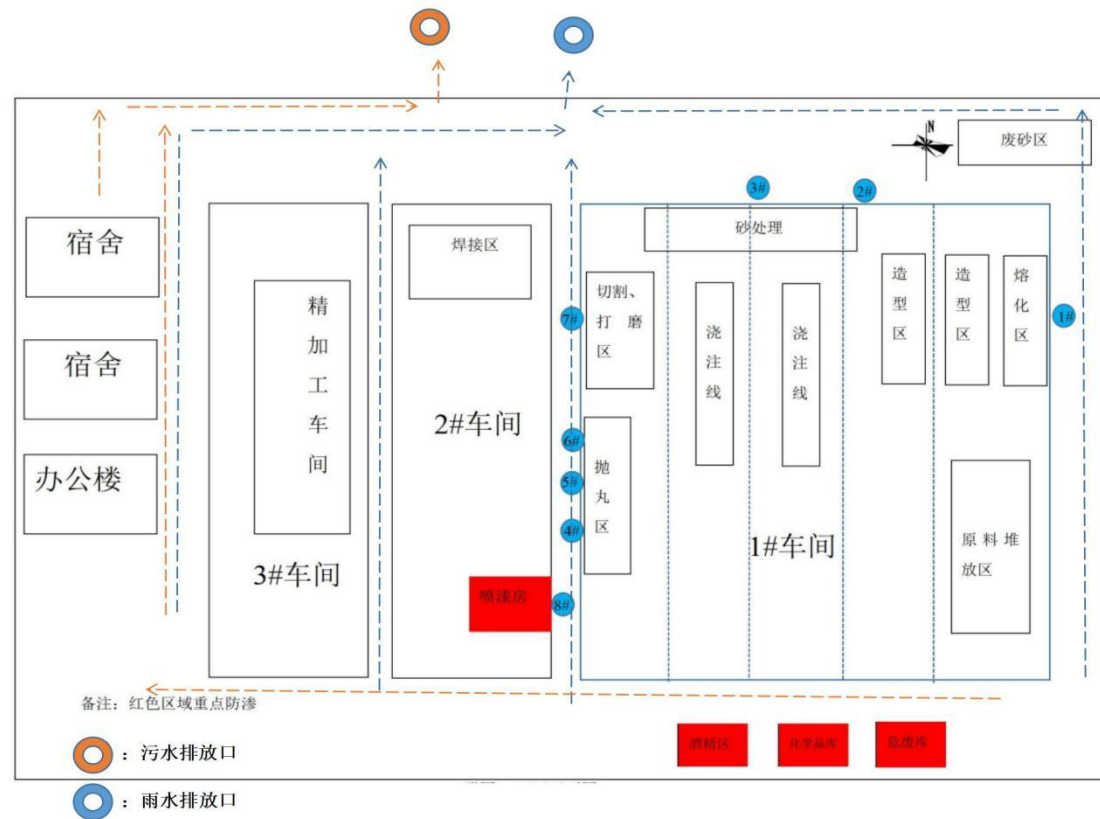 N
废砂区
3#
2#
宿舍
焊接区
砂处理
切割、
打磨
区
造型区
造型区
熔化区
7#
1#
精加工车间
浇注线
浇注线
宿舍
2#车间
6#
5#
4#
抛丸区
办公楼
1#车间
原料堆
放区
3#车间
喷漆房
8#
备注：红色区域重点防渗
酒精区
化学品库
危废库
：污水排放口
：雨水排放口